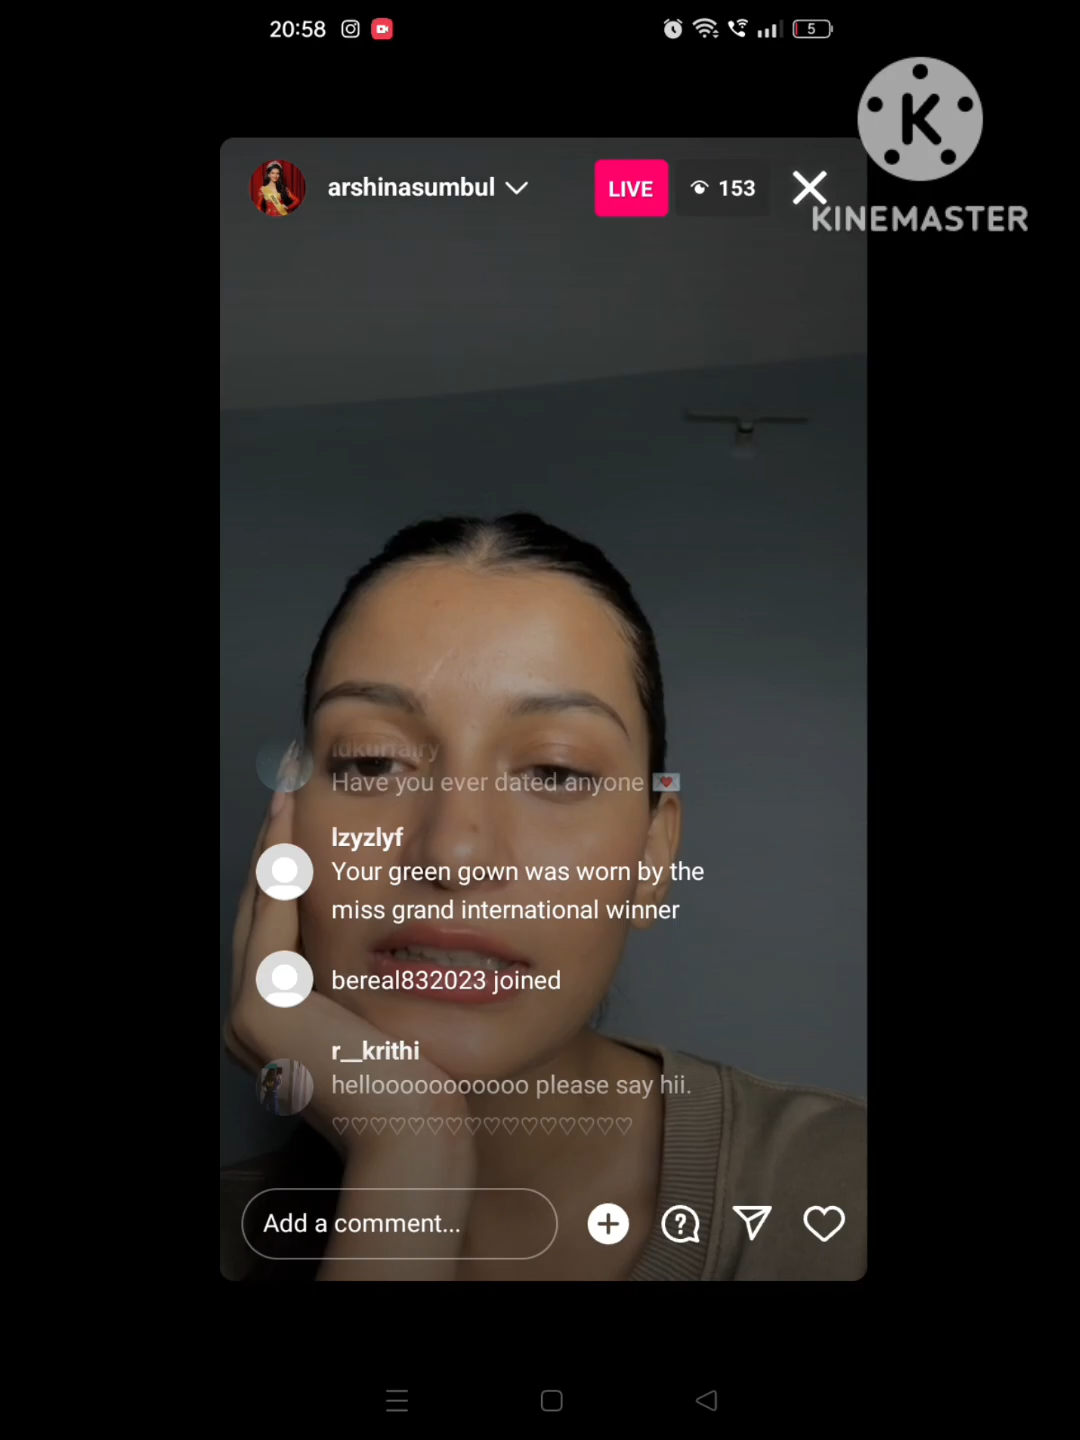 20:58
5
K
KINEMASTER
arshinasumbul
LIVE
153
idkurfairy
Have you ever dated anyone 💌
lzyzlyf
Your green gown was worn by the
miss grand international winner
bereal832023 joined
r__krithi
hellooooooooooo please say hii.
♡♡♡♡♡♡♡♡♡♡♡♡♡♡♡♡
Add a comment...